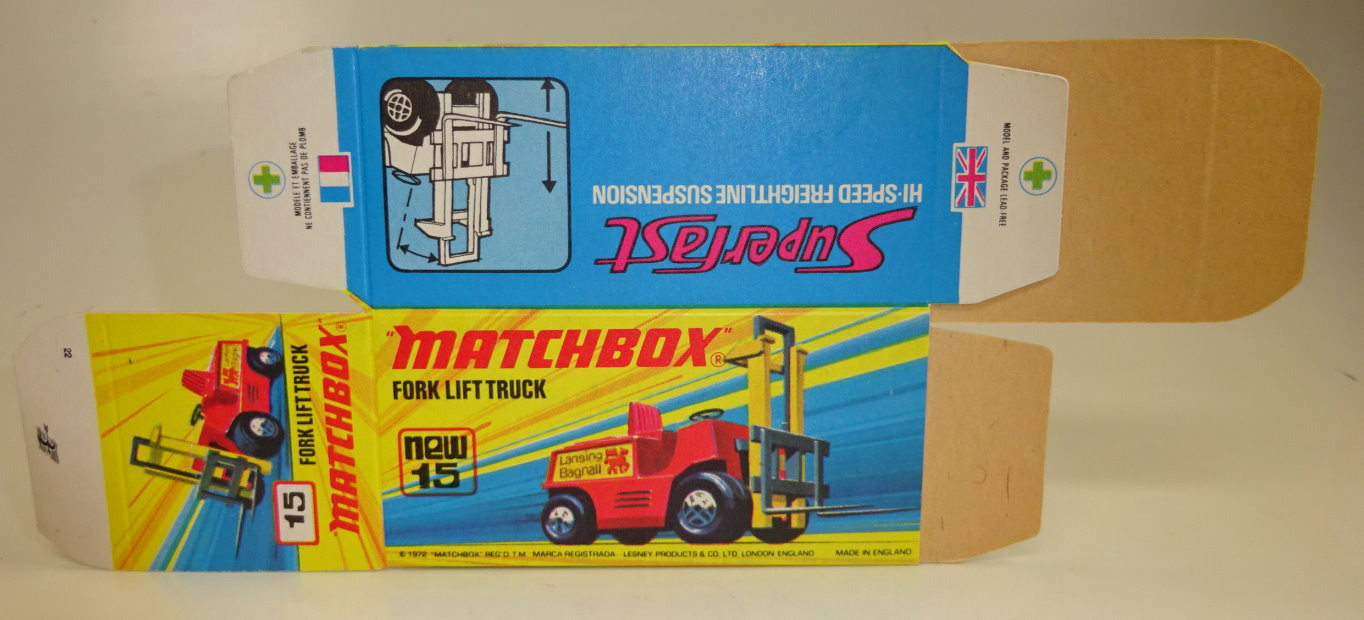 MODELE ET EMBALLAGE
NE CONTIENNENT PAS DE PLOMB
Superfast
HI-SPEED FREIGHTLINE SUSPENSION
MODEL AND PACKAGE LEAD-FREE
22
"MATCHBOX"®
FORK LIFT TRUCK
15
"MATCHBOX"®
FORK LIFT TRUCK
new
15
Lansing
Bagnall
© 1972 "MATCHBOX" REG'D. T.M. MARCA REGISTRADA LESNEY PRODUCTS & CO. LTD. LONDON ENGLAND MADE IN ENGLAND